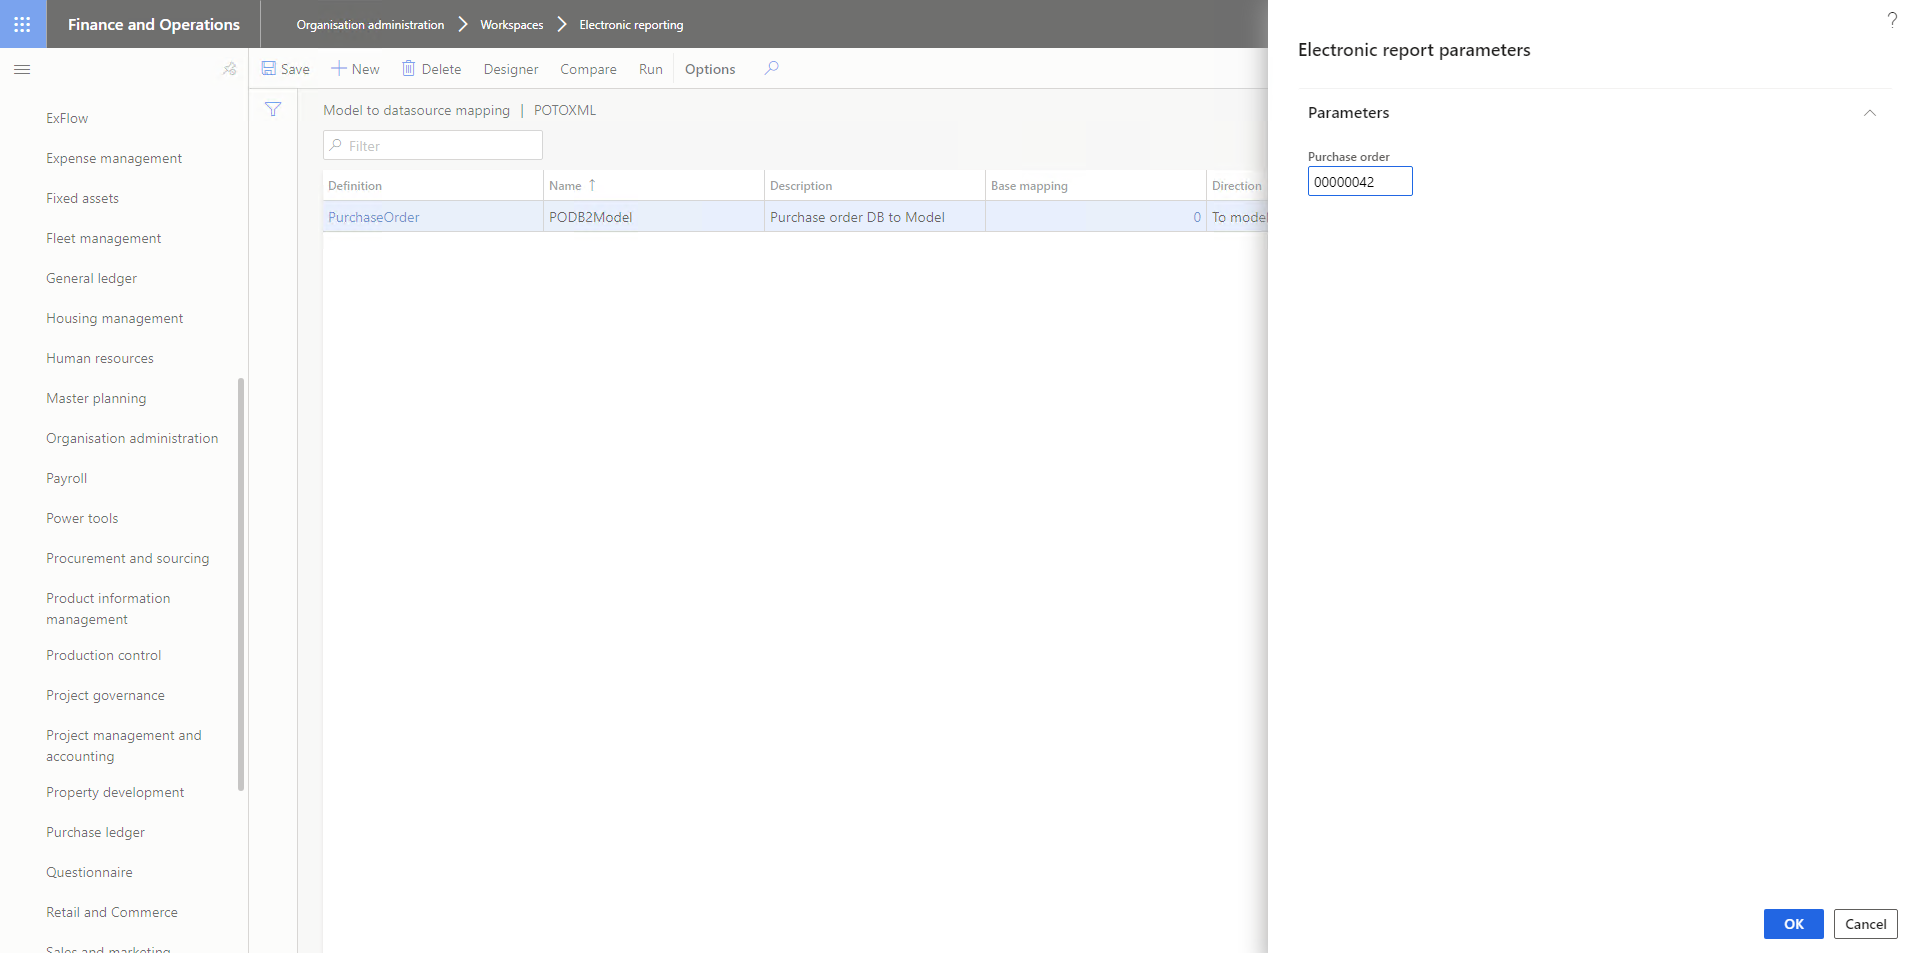 Finance and Operations
Organisation administration
Workspaces
Electronic reporting
?
Electronic report parameters
Save
New
Delete
Designer
Compare
Run
Options
ExFlow
Expense management
Fixed assets
Fleet management
General ledger
Housing management
Human resources
Master planning
Organisation administration
Payroll
Power tools
Procurement and sourcing
Product information
management
Production control
Project governance
Project management and
accounting
Property development
Purchase ledger
Questionnaire
Retail and Commerce
Sales and marketing
Model to datasource mapping | POTOXML
Filter
Definition
Name ↑
Description
Base mapping
Direction
PurchaseOrder
PODB2Model
Purchase order DB to Model
0
To model
Parameters
Purchase order
00000042
OK
Cancel